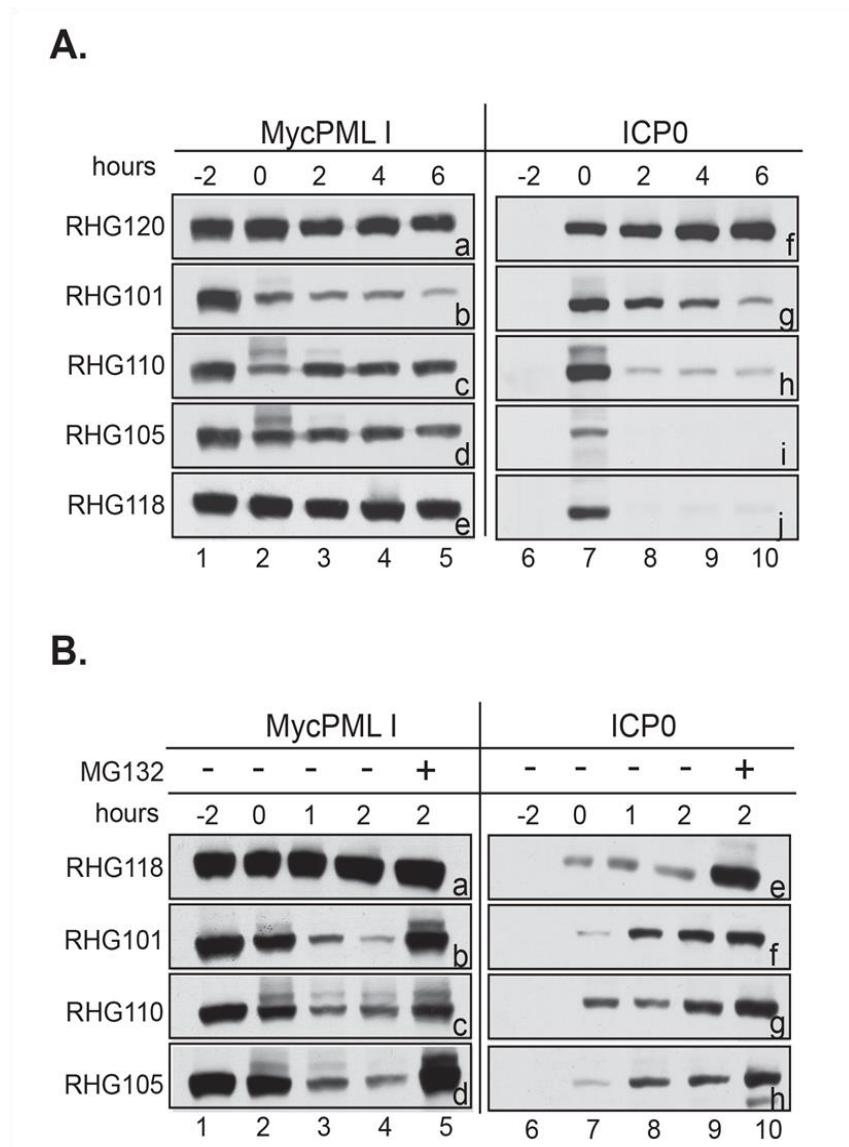 A.
MycPML I ICP0
hours -2 0 2 4 6 -2 0 2 4 6
RHG120 a f
RHG101 b g
RHG110 c h
RHG105 d i
RHG118 e j
1 2 3 4 5 6 7 8 9 10
B.
MycPML I ICP0
MG132 - - - - + - - - - +
hours -2 0 1 2 2 -2 0 1 2 2
RHG118 a e
RHG101 b f
RHG110 c g
RHG105 d h
1 2 3 4 5 6 7 8 9 10